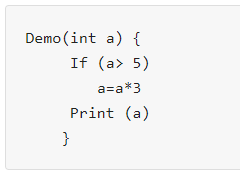 Demo(int a) {
If (a> 5)
a=a*3
Print (a)
}